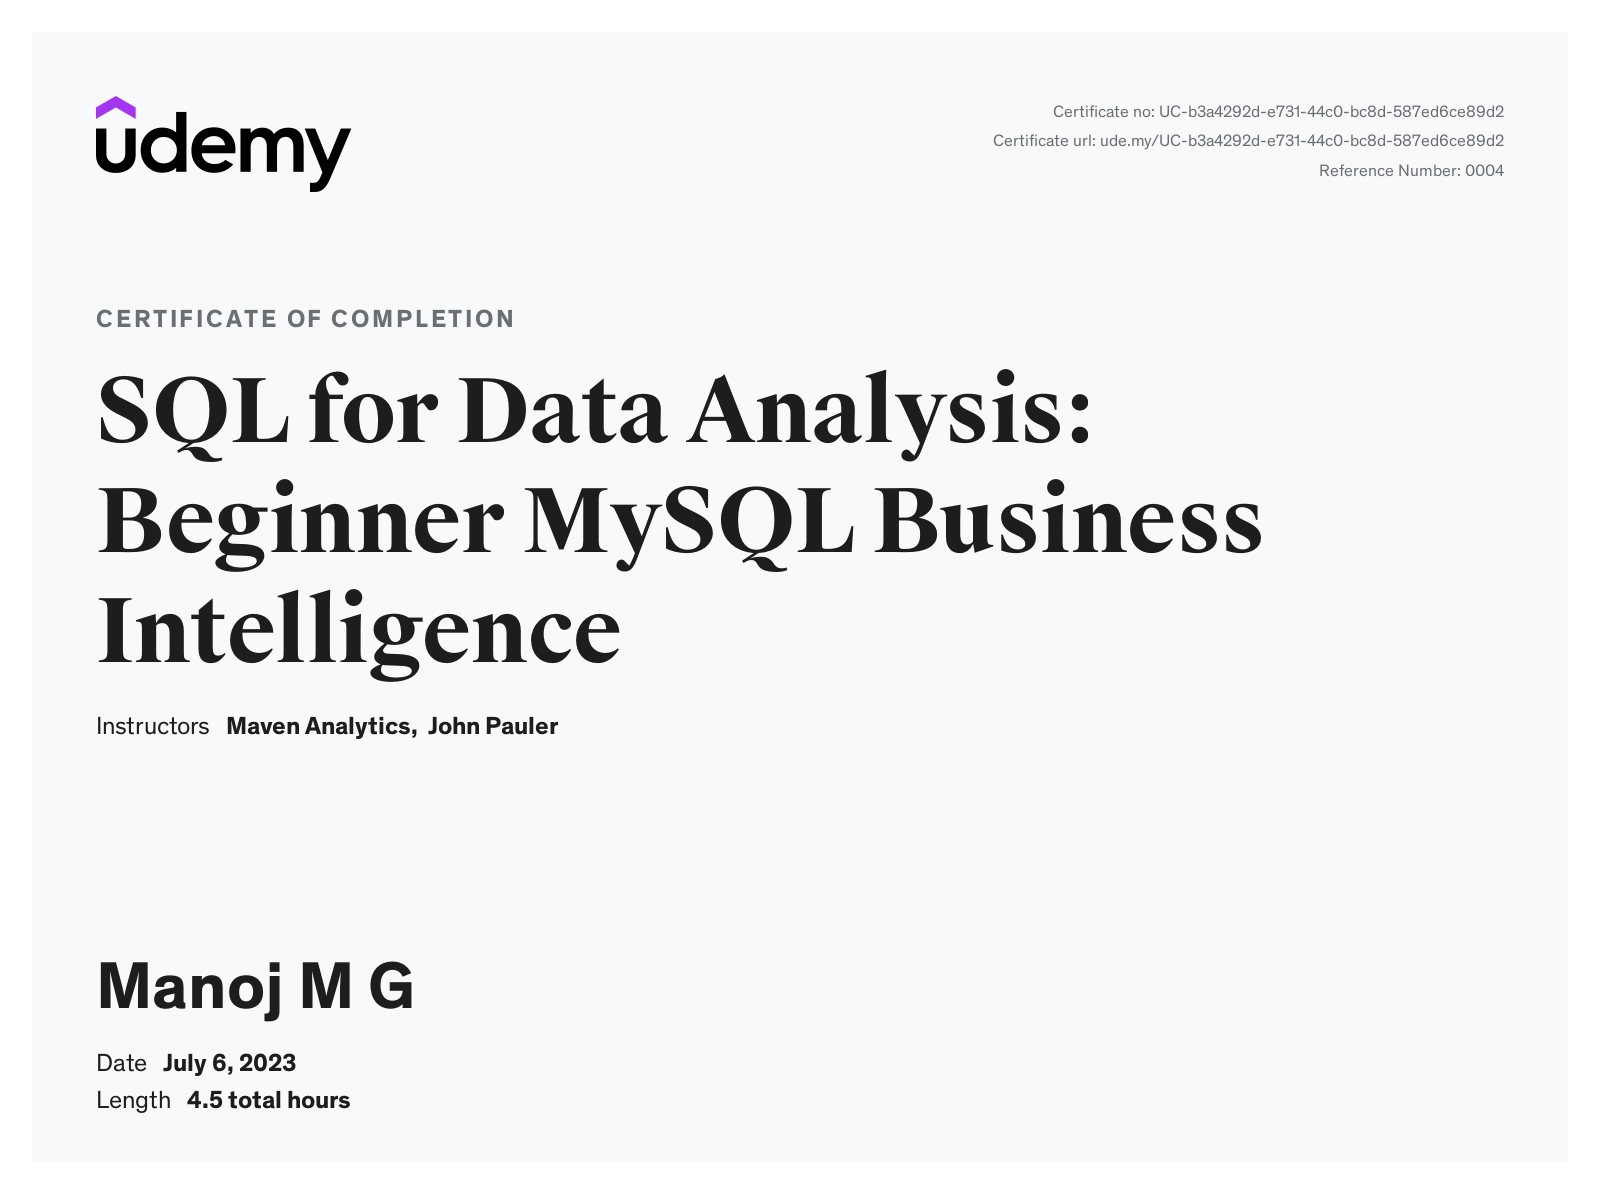 udemy
Certificate no: UC-b3a4292d-e731-44c0-bc8d-587ed6ce89d2
Certificate url: ude.my/UC-b3a4292d-e731-44c0-bc8d-587ed6ce89d2
Reference Number: 0004
CERTIFICATE OF COMPLETION
SQL for Data Analysis:
Beginner MySQL Business
Intelligence
Instructors Maven Analytics, John Pauler
Manoj M G
Date July 6, 2023
Length 4.5 total hours